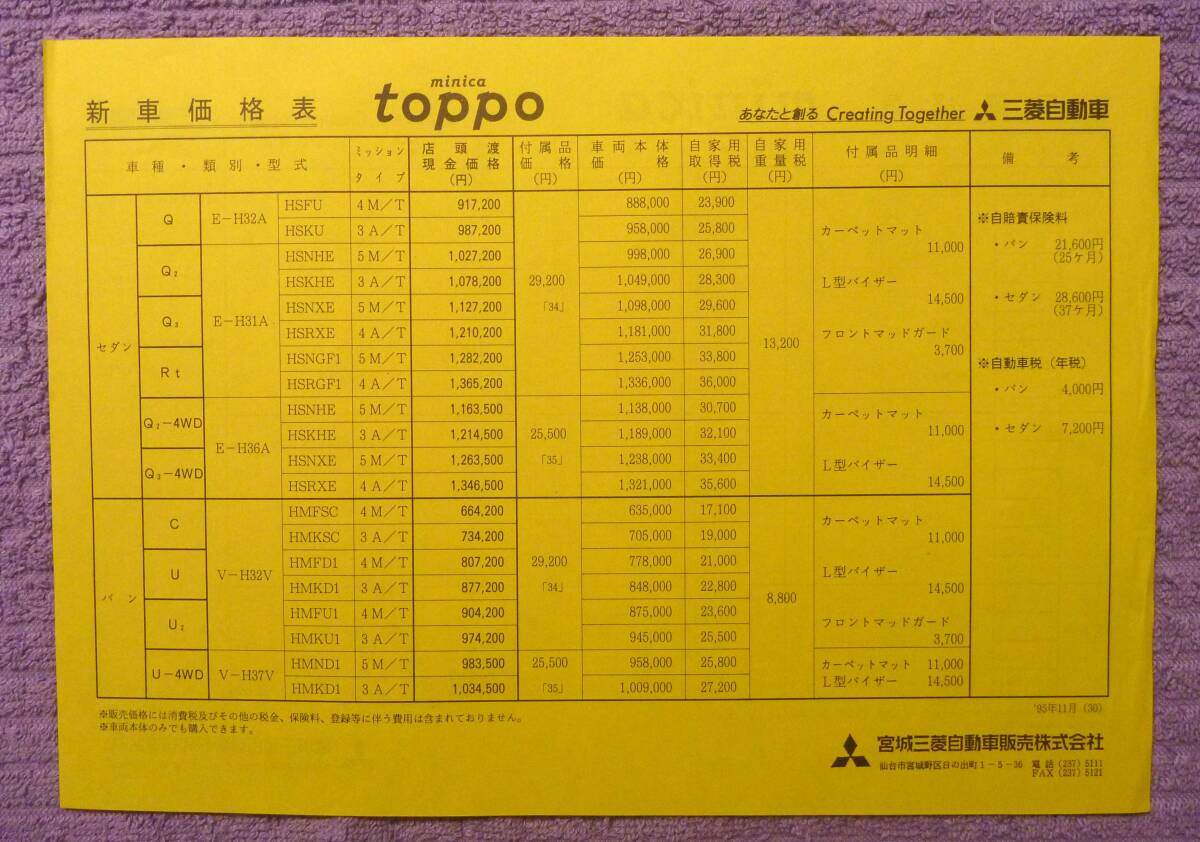 新車価格表
minica
toppo
あなたと創る Creating Together 三菱自動車
車種・類別・型式 ミッションタイプ 店頭渡現金価格(円) 付属品価格(円) 車両本体価格(円) 自家用取得税(円) 自家用重量税(円) 付属品明細(円) 備考
セダン Q E-H32A HSFU 4M/T 917,200 29,200「34」 888,000 23,900 13,200
HSKU 3A/T 987,200 958,000 25,800
Q₂ E-H31A HSNHE 5M/T 1,027,200 998,000 26,900
HSKHE 3A/T 1,078,200 1,049,000 28,300
Q₃ HSNXE 5M/T 1,127,200 1,098,000 29,600
HSRXE 4A/T 1,210,200 1,181,000 31,800
Rt HSNGF1 5M/T 1,282,200 1,253,000 33,800
HSRGF1 4A/T 1,365,200 1,336,000 36,000
カーペットマット 11,000
L型バイザー 14,500
フロントマッドガード 3,700
Q₂-4WD E-H36A HSNHE 5M/T 1,163,500 25,500「35」 1,138,000 30,700
HSKHE 3A/T 1,214,500 1,189,000 32,100
Q₃-4WD HSNXE 5M/T 1,263,500 1,238,000 33,400
HSRXE 4A/T 1,346,500 1,321,000 35,600
カーペットマット 11,000
L型バイザー 14,500
バン C V-H32V HMFSC 4M/T 664,200 29,200「34」 635,000 17,100 8,800
HMKSC 3A/T 734,200 705,000 19,000
U HMFD1 4M/T 807,200 778,000 21,000
HMKD1 3A/T 877,200 848,000 22,800
U₂ HMFU1 4M/T 904,200 875,000 23,600
HMKU1 3A/T 974,200 945,000 25,500
カーペットマット 11,000
L型バイザー 14,500
フロントマッドガード 3,700
U-4WD V-H37V HMND1 5M/T 983,500 25,500「35」 958,000 25,800
HMKD1 3A/T 1,034,500 1,009,000 27,200
カーペットマット 11,000
L型バイザー 14,500
※自賠責保険料
・バン 21,600円
(25ケ月)
・セダン 28,600円
(37ケ月)
※自動車税(年税)
・バン 4,000円
・セダン 7,200円
※販売価格には消費税及びその他の税金、保険料、登録等に伴う費用は含まれておりません。
※車両本体のみでも購入できます。
'95年11月(30)
宮城三菱自動車販売株式会社
仙台市宮城野区日の出町1-5-36 電話(237)5111
FAX(237)5121